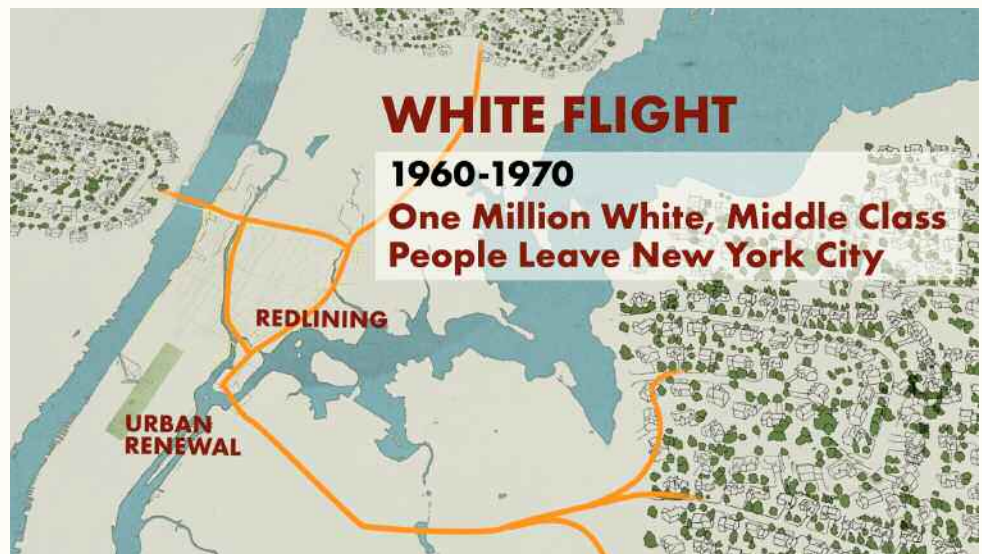 WHITE FLIGHT
1960-1970
One Million White, Middle Class
People Leave New York City
REDLINING
URBAN
RENEWAL